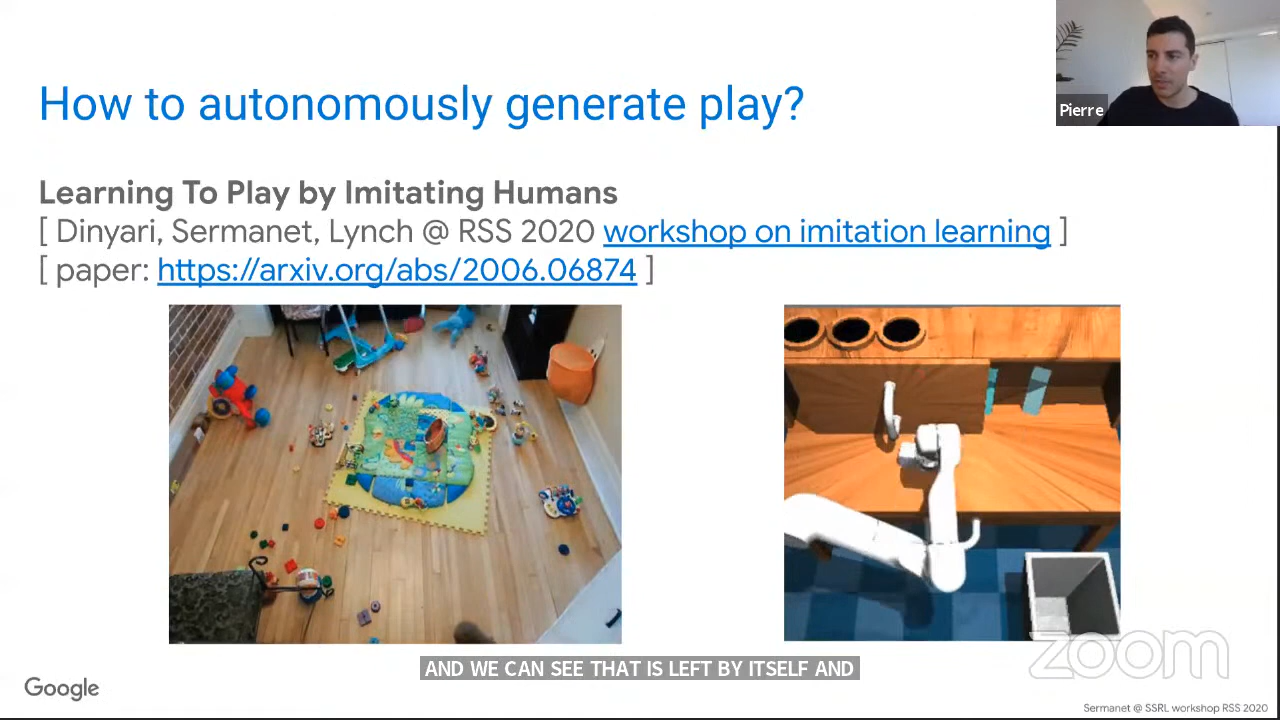 How to autonomously generate play?
Pierre
Learning To Play by Imitating Humans
[ Dinyari, Sermanet, Lynch @ RSS 2020 workshop on imitation learning ]
[ paper: https://arxiv.org/abs/2006.06874 ]
zoom
AND WE CAN SEE THAT IS LEFT BY ITSELF AND
Google
Sermanet @ SSRL workshop RSS 2020